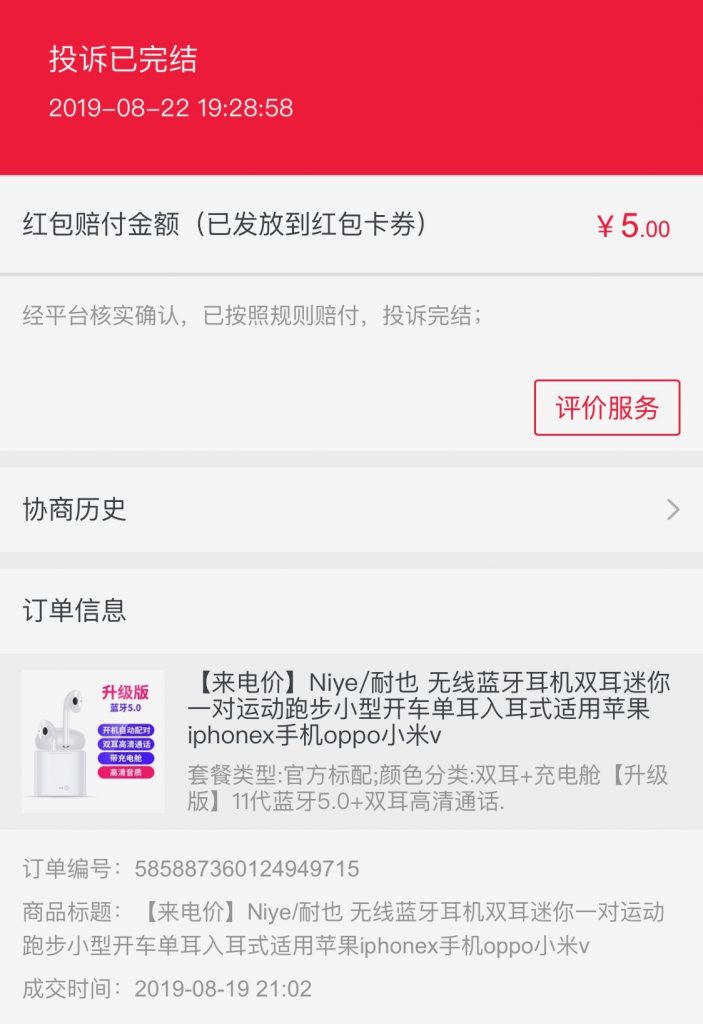 投诉已完结
2019-08-22 19:28:58
红包赔付金额（已发放到红包卡券）
￥5.00
经平台核实确认，已按照规则赔付，投诉完结；
评价服务
协商历史
订单信息
升级版
蓝牙5.0
开机自动配对
双耳高清通话
带充电舱
高清音质
【来电价】Niye/耐也 无线蓝牙耳机双耳迷你
一对运动跑步小型开车单耳入耳式适用苹果
iphonex手机oppo小米v
套餐类型:官方标配;颜色分类:双耳+充电舱【升级
版】11代蓝牙5.0+双耳高清通话.
订单编号：585887360124949715
商品标题：【来电价】Niye/耐也 无线蓝牙耳机双耳迷你一对运动
跑步小型开车单耳入耳式适用苹果iphonex手机oppo小米v
成交时间：2019-08-19 21:02